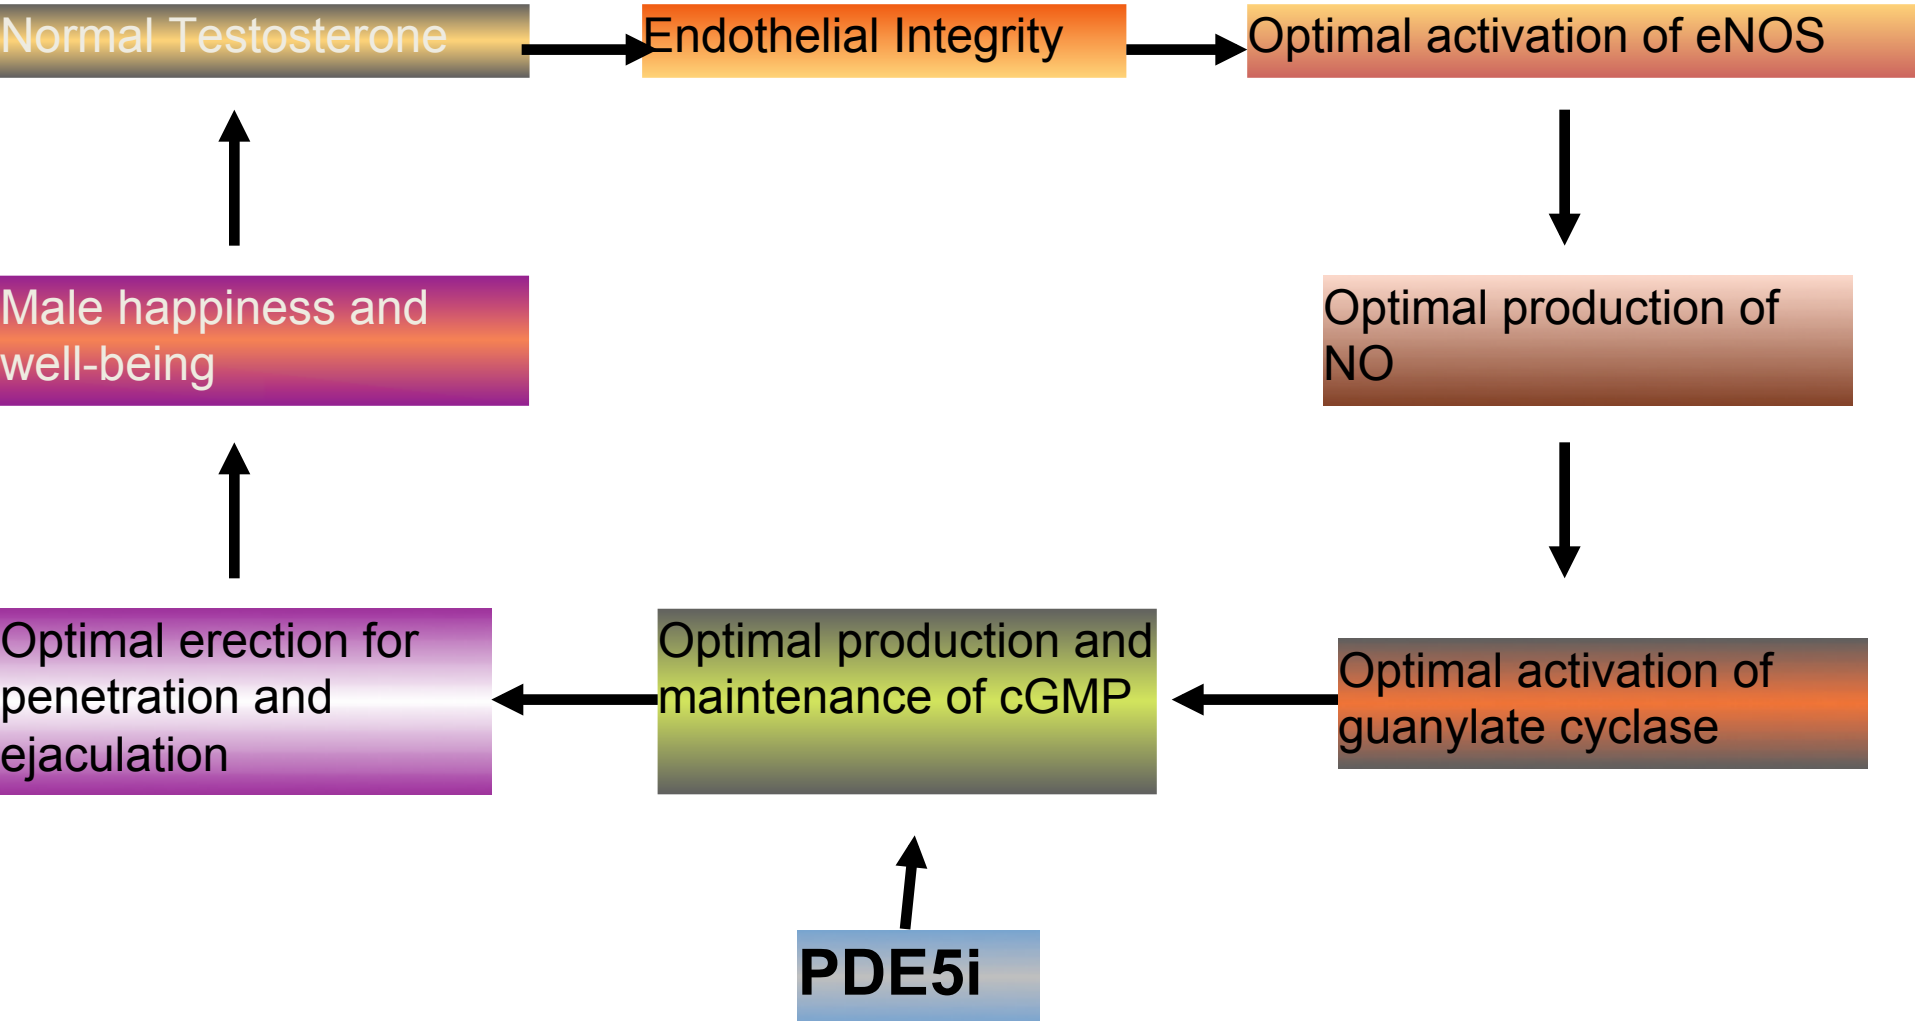 Normal Testosterone
Endothelial Integrity
Optimal activation of eNOS
Male happiness and
well-being
Optimal production of
NO
Optimal erection for
penetration and
ejaculation
Optimal production and
maintenance of cGMP
Optimal activation of
guanylate cyclase
PDE5i